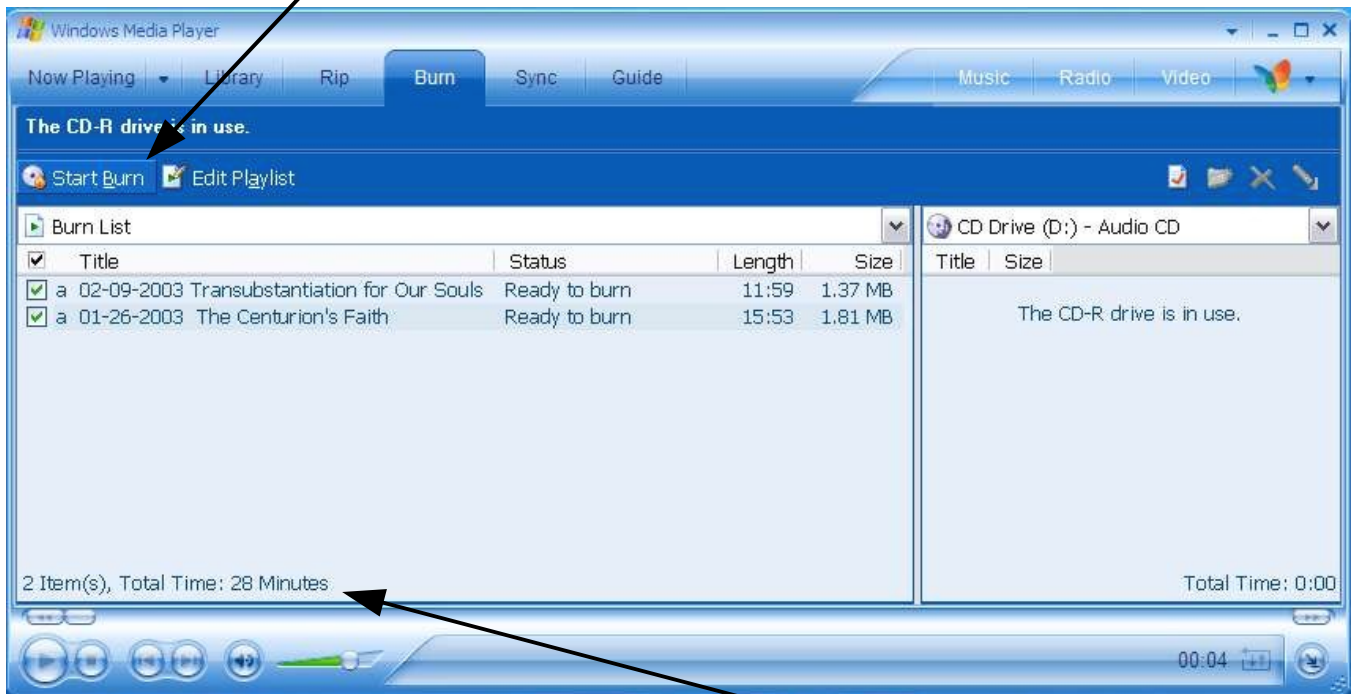 Windows Media Player
Now Playing Library Rip Burn Sync Guide Music Radio Video
The CD-R drive is in use.
Start Burn Edit Playlist
Burn List CD Drive (D:) - Audio CD
Title Status Length Size Title Size
a 02-09-2003 Transubstantiation for Our Souls Ready to burn 11:59 1.37 MB
a 01-26-2003 The Centurion's Faith Ready to burn 15:53 1.81 MB
The CD-R drive is in use.
2 Item(s), Total Time: 28 Minutes Total Time: 0:00
00:04